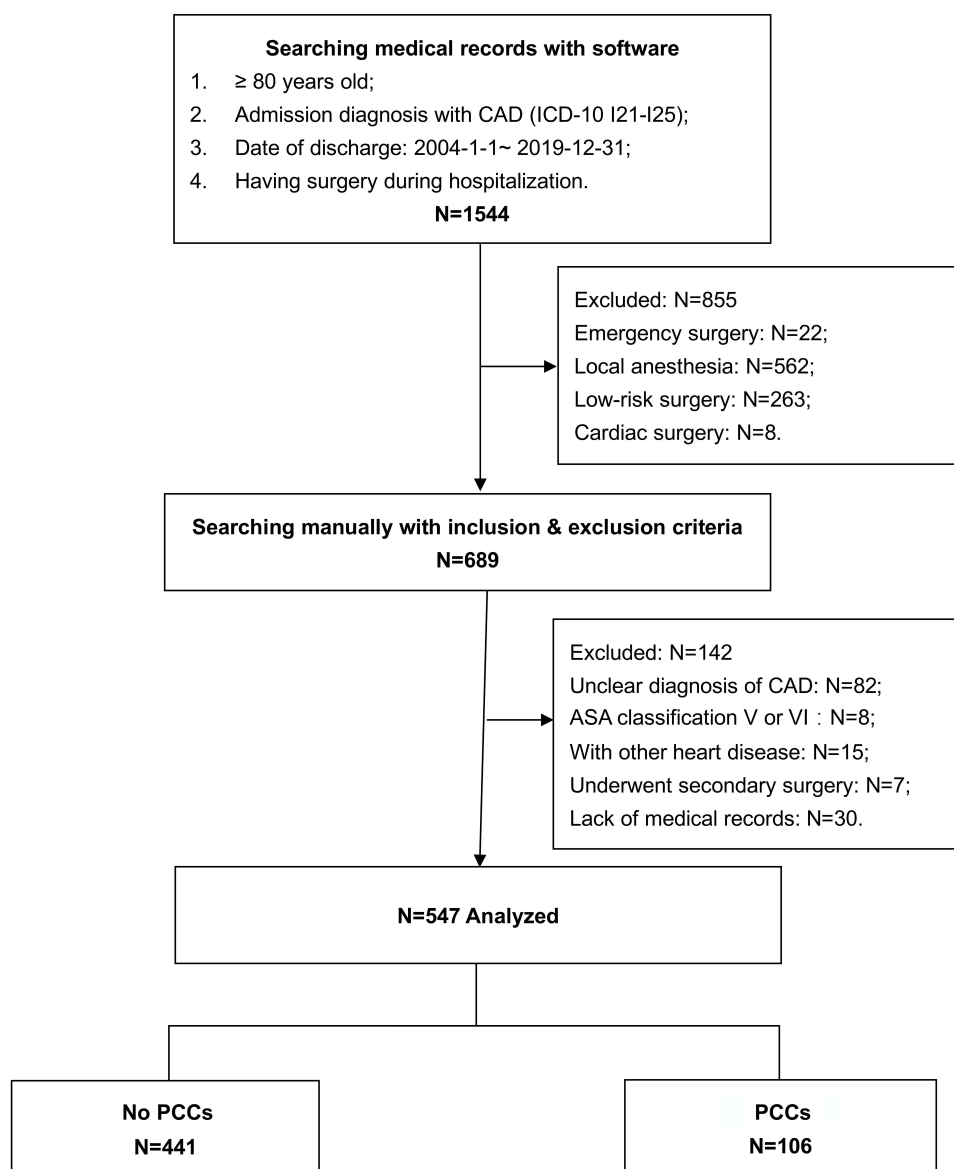 Searching medical records with software
1. ≥ 80 years old;
2. Admission diagnosis with CAD (ICD-10 I21-I25);
3. Date of discharge: 2004-1-1~ 2019-12-31;
4. Having surgery during hospitalization.
N=1544
Excluded: N=855
Emergency surgery: N=22;
Local anesthesia: N=562;
Low-risk surgery: N=263;
Cardiac surgery: N=8.
Searching manually with inclusion & exclusion criteria
N=689
Excluded: N=142
Unclear diagnosis of CAD: N=82;
ASA classification V or VI : N=8;
With other heart disease: N=15;
Underwent secondary surgery: N=7;
Lack of medical records: N=30.
N=547 Analyzed
No PCCs
N=441
PCCs
N=106